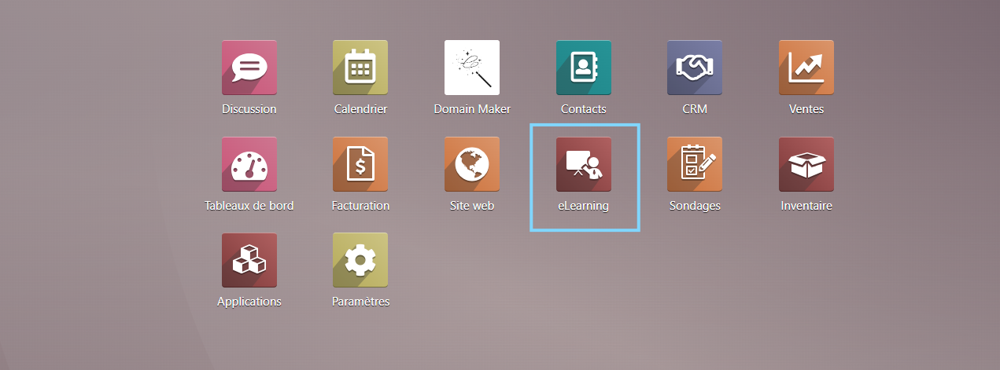 Discussion
Calendrier
Domain Maker
Contacts
CRM
Ventes
Tableaux de bord
Facturation
Site web
eLearning
Sondages
Inventaire
Applications
Paramètres